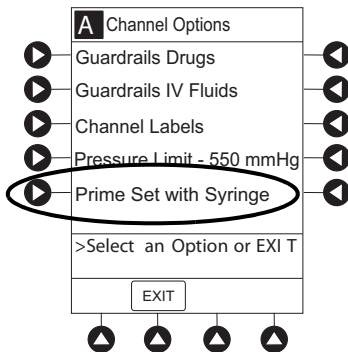 A Channel Options
Guardrails Drugs
Guardrails IV Fluids
Channel Labels
Pressure Limit - 550 mmHg
Prime Set with Syringe
>Select an Option or EXI T
EXIT